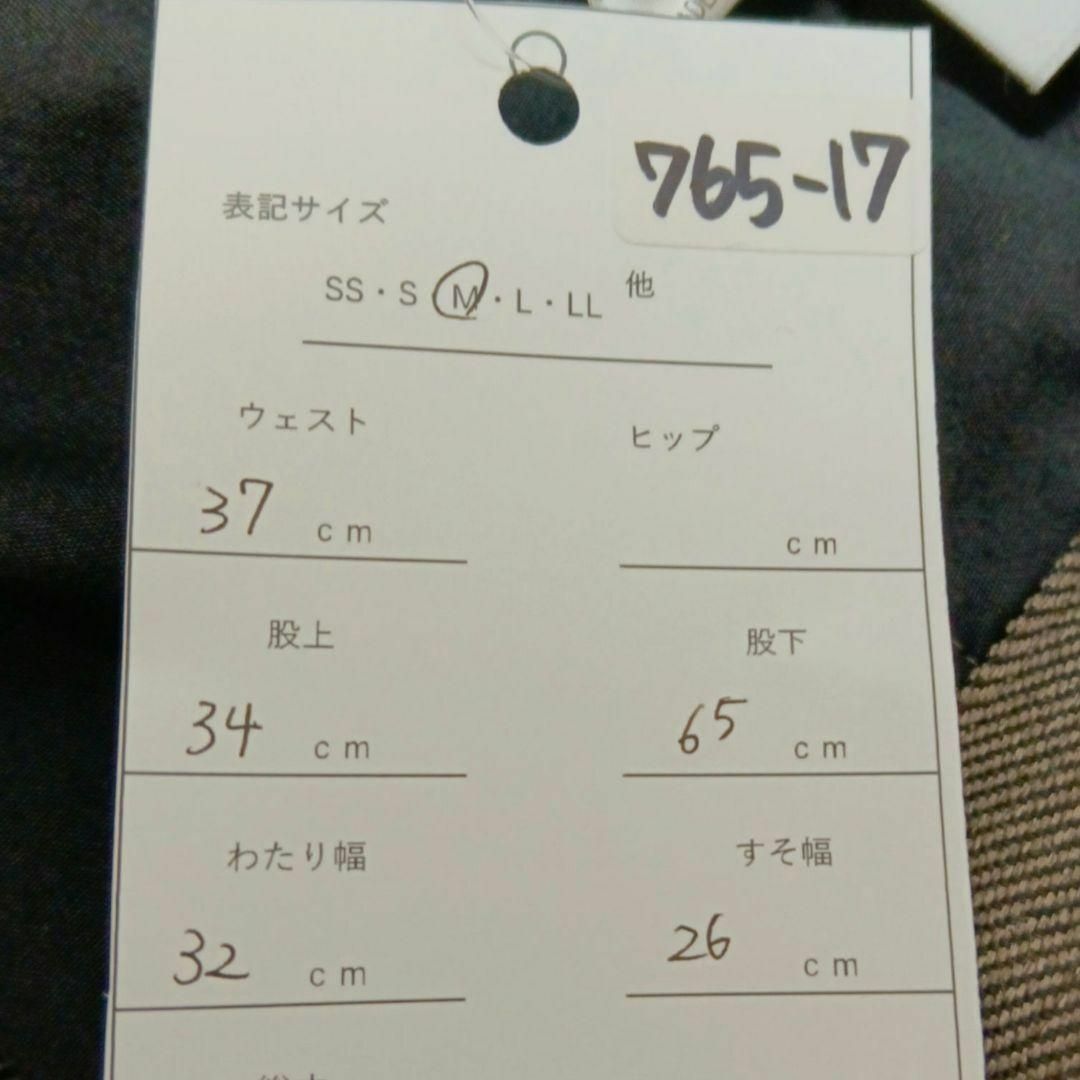 765-17
表記サイズ
SS・S M・L・LL 他
ウェスト
37 cm
ヒップ
cm
股上
34 cm
股下
65 cm
わたり幅
32 cm
すそ幅
26 cm